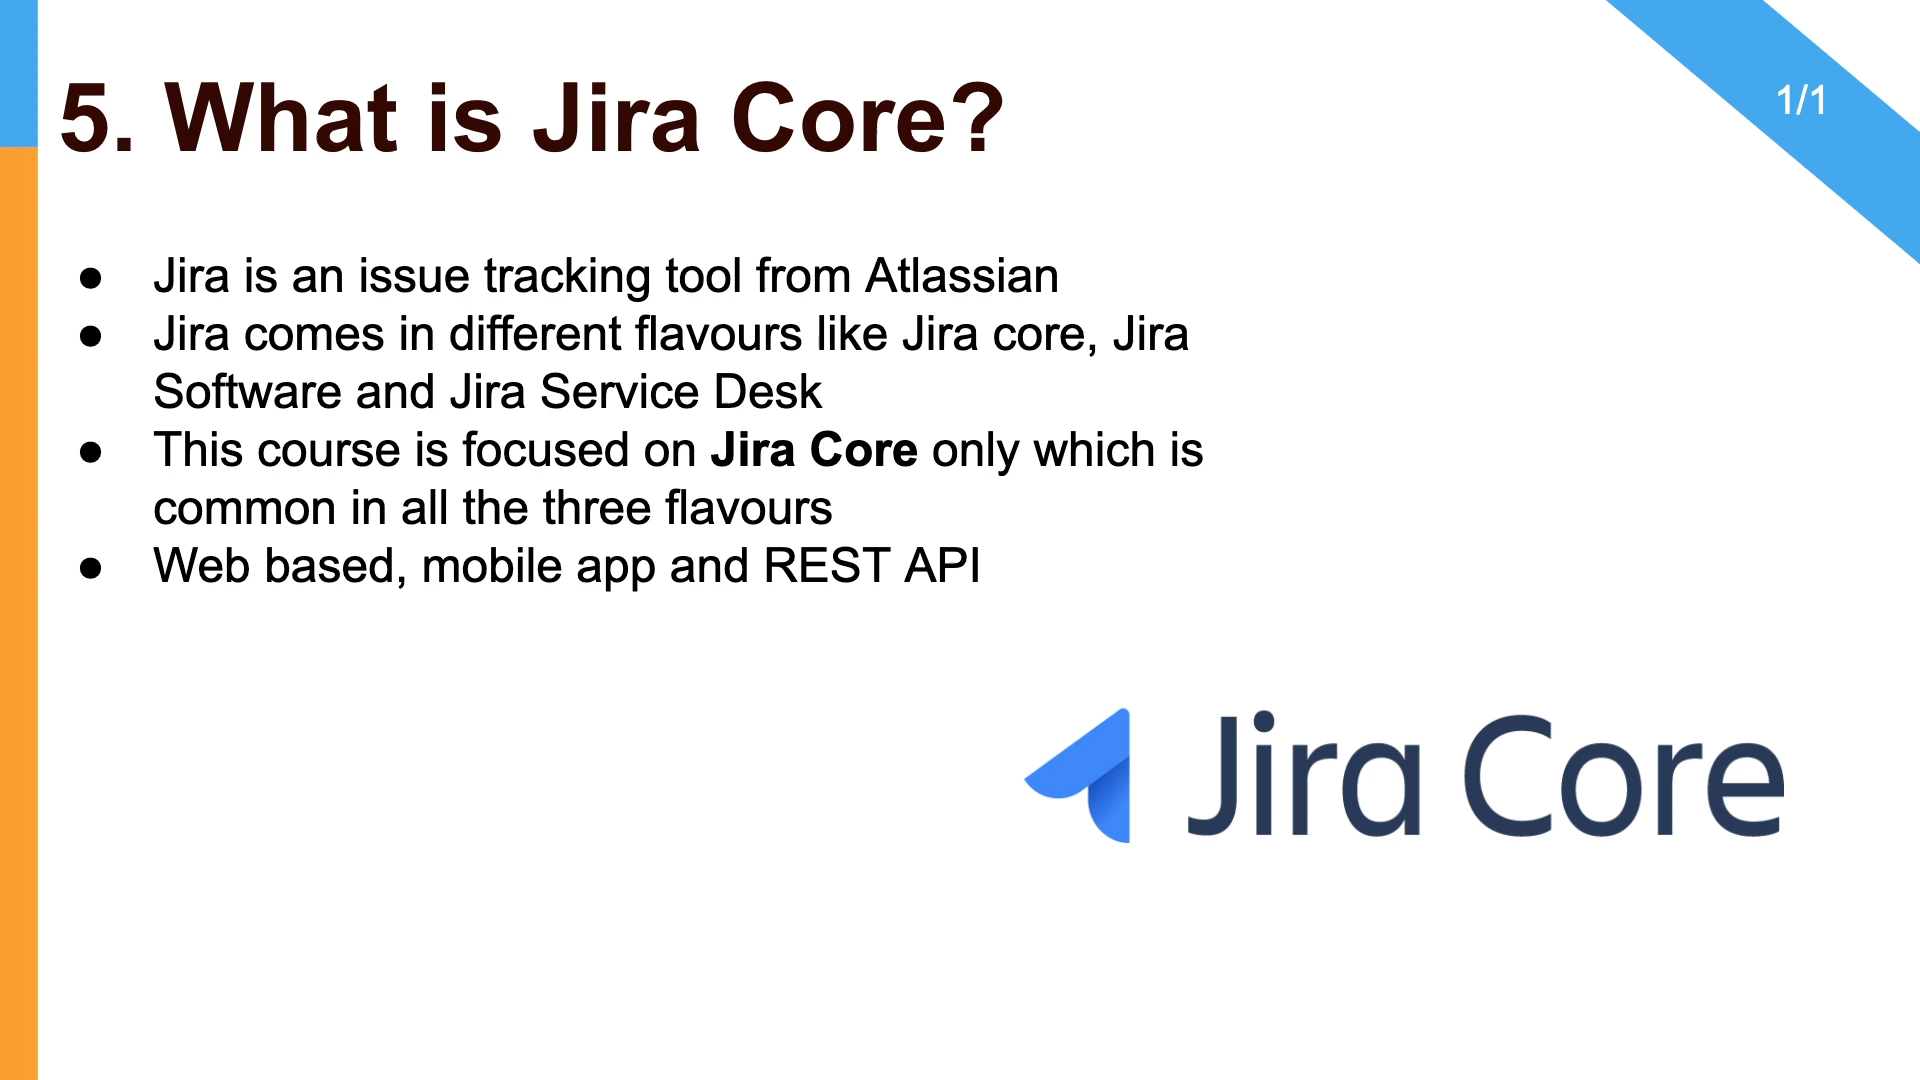 5. What is Jira Core?
1/1
● Jira is an issue tracking tool from Atlassian
● Jira comes in different flavours like Jira core, Jira
Software and Jira Service Desk
● This course is focused on Jira Core only which is
common in all the three flavours
● Web based, mobile app and REST API
Jira Core